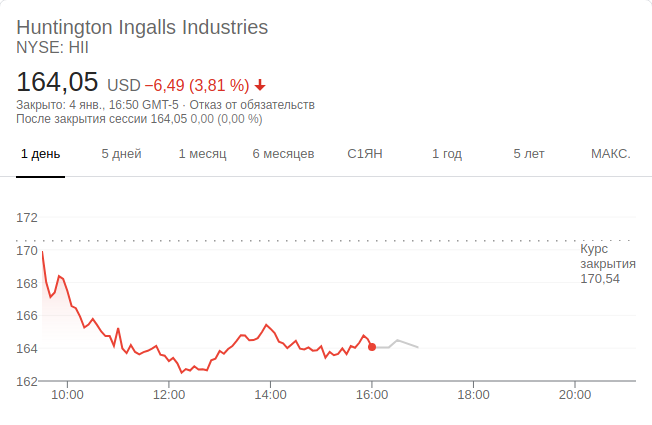 Huntington Ingalls Industries
NYSE: HII
164,05 USD −6,49 (3,81 %)
Закрыто: 4 янв., 16:50 GMT-5 · Отказ от обязательств
После закрытия сессии 164,05 0,00 (0,00 %)
1 день 5 дней 1 месяц 6 месяцев С1ЯН 1 год 5 лет МАКС.
172
170
168
166
164
162
Курс
закрытия
170,54
10:00 12:00 14:00 16:00 18:00 20:00